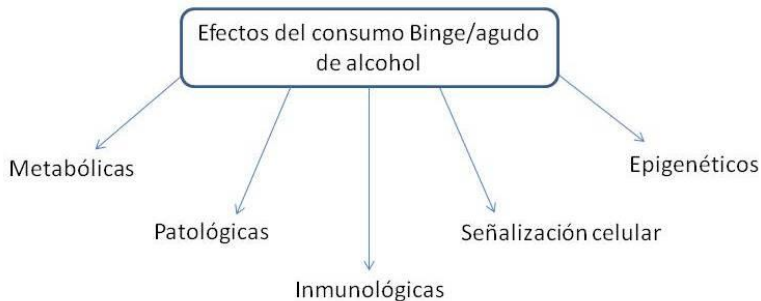 Efectos del consumo Binge/agudo
de alcohol
Metabólicas
Epigenéticos
Patológicas
Señalización celular
Inmunológicas